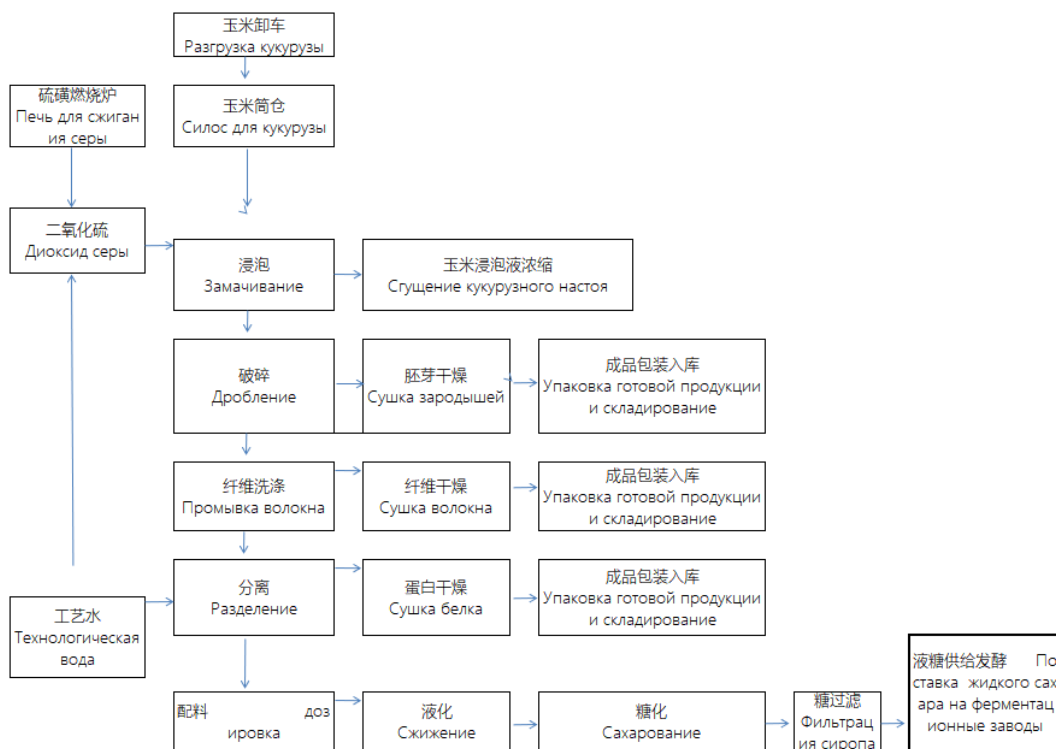 玉米卸车
Разгрузка кукурузы
硫磺燃烧炉
Печь для сжиган
ия серы
玉米筒仓
Силос для кукурузы
二氧化硫
Диоксид серы
浸泡
Замачивание
玉米浸泡液浓缩
Сгущение кукурузного настоя
破碎
Дробление
胚芽干燥
Сушка зародышей
成品包装入库
Упаковка готовой продукции
и складирование
纤维洗涤
Промывка волокна
纤维干燥
Сушка волокна
成品包装入库
Упаковка готовой продукции
и складирование
工艺水
Технологическая
вода
分离
Разделение
蛋白干燥
Сушка белка
成品包装入库
Упаковка готовой продукции
и складирование
配料 доз
ировка
液化
Сжижение
糖化
Сахарование
糖过滤
Фильтрац
ия сиропа
液糖供给发酵 По
ставка жидкого сах
ара на ферментац
ионные заводы